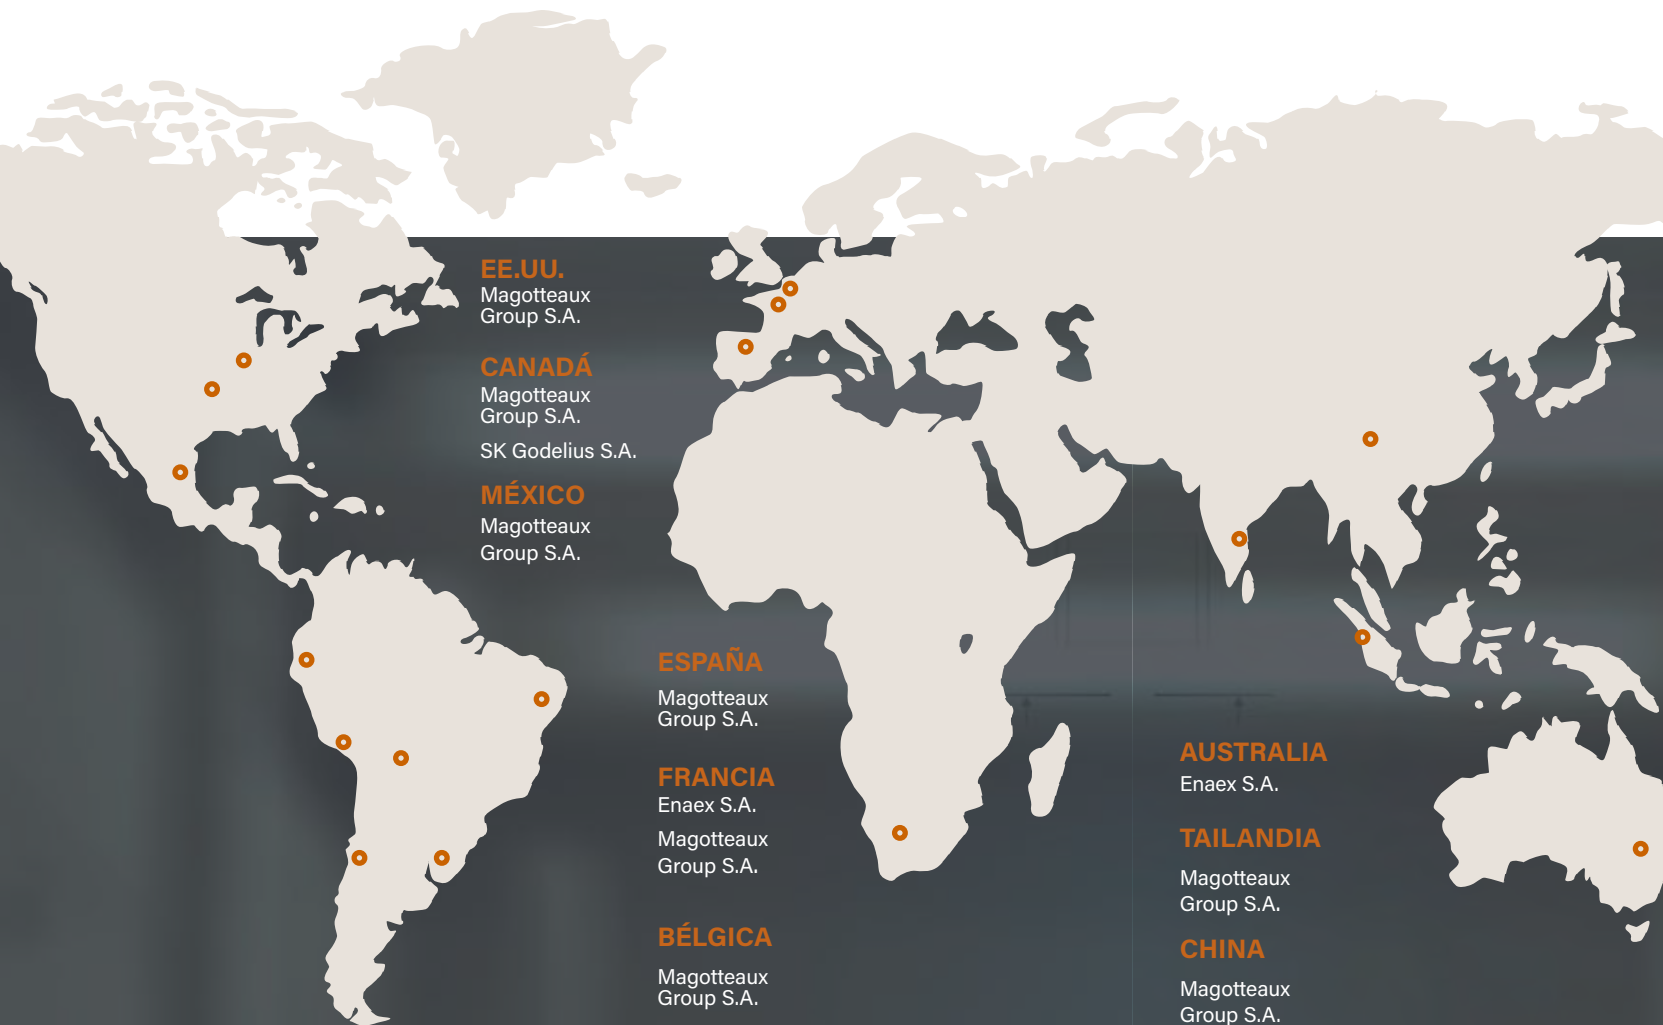 EE.UU.
Magotteaux
Group S.A.
CANADÁ
Magotteaux
Group S.A.
SK Godelius S.A.
MÉXICO
Magotteaux
Group S.A.
ESPAÑA
Magotteaux
Group S.A.
FRANCIA
Enaex S.A.
Magotteaux
Group S.A.
BÉLGICA
Magotteaux
Group S.A.
AUSTRALIA
Enaex S.A.
TAILANDIA
Magotteaux
Group S.A.
CHINA
Magotteaux
Group S.A.